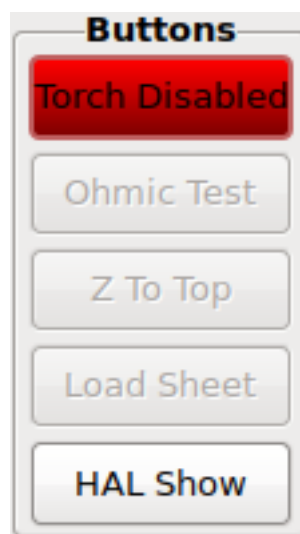 Buttons
Torch Disabled
Ohmic Test
Z To Top
Load Sheet
HAL Show